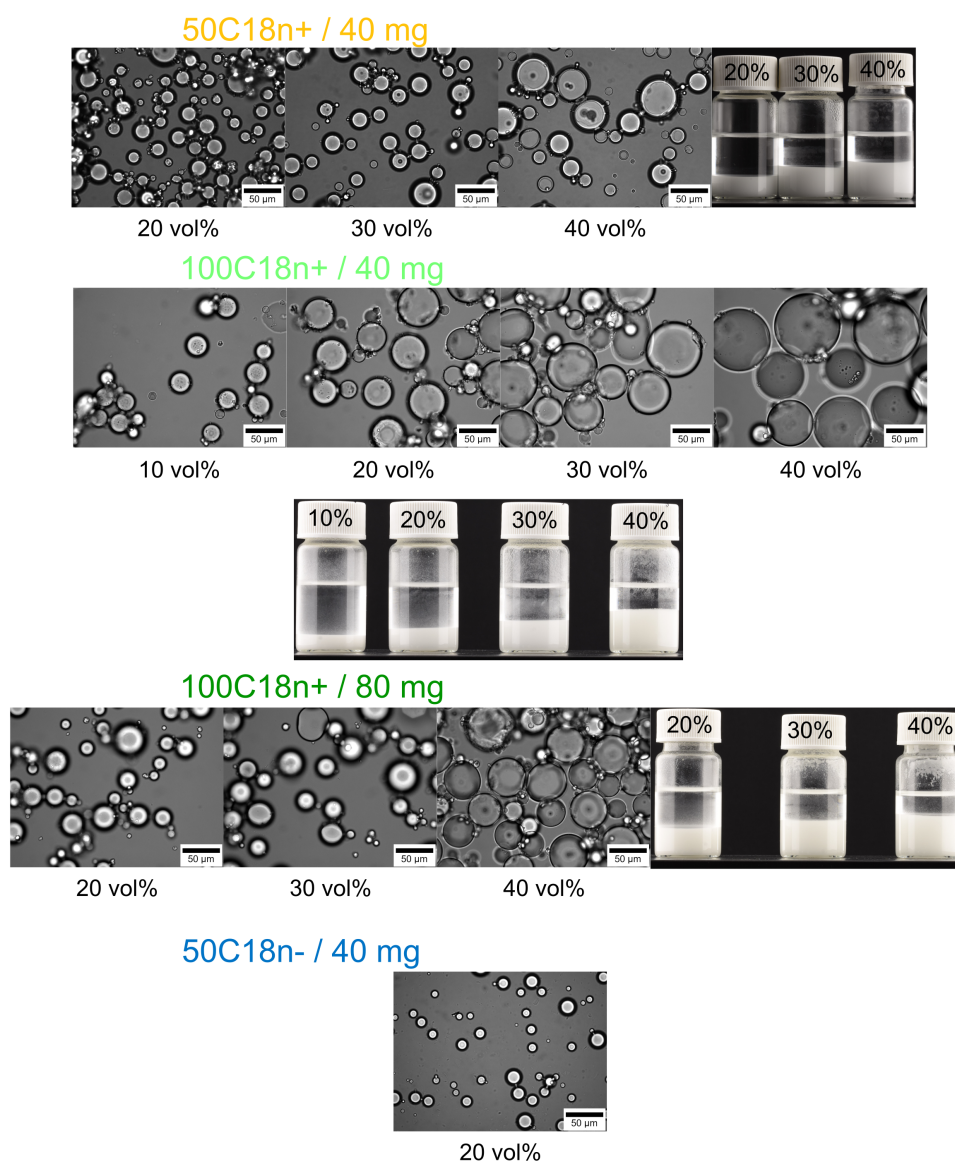 50C18n+ / 40 mg
20% 30% 40%
50 µm 50 µm 50 µm
20 vol% 30 vol% 40 vol%
100C18n+ / 40 mg
50 µm 50 µm 50 µm 50 µm
10 vol% 20 vol% 30 vol% 40 vol%
10% 20% 30% 40%
100C18n+ / 80 mg
20% 30% 40%
50 µm 50 µm 50 µm
20 vol% 30 vol% 40 vol%
50C18n- / 40 mg
50 µm
20 vol%